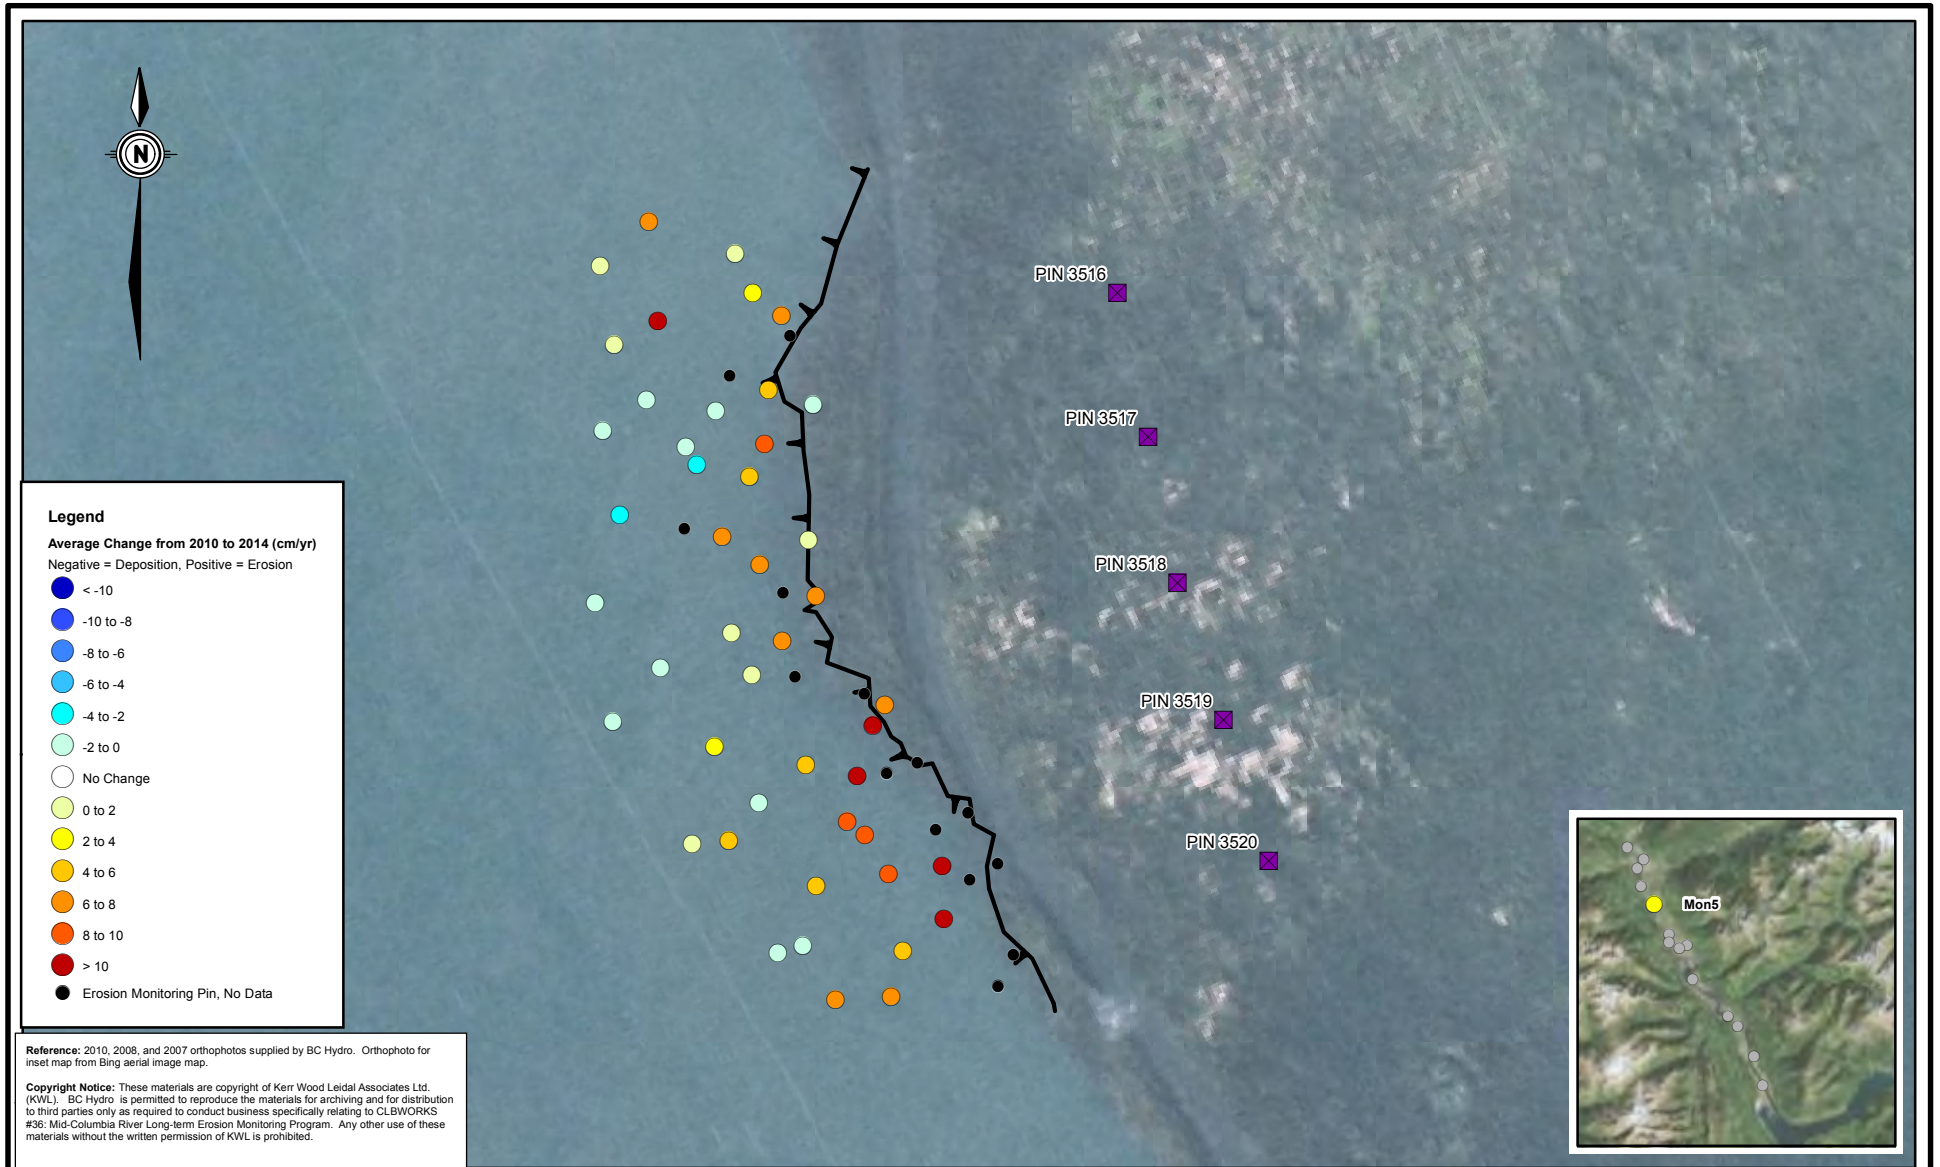 N
PIN 3516
PIN 3517
PIN 3518
PIN 3519
PIN 3520
Legend
Average Change from 2010 to 2014 (cm/yr)
Negative = Deposition, Positive = Erosion
< -10
-10 to -8
-8 to -6
-6 to -4
-4 to -2
-2 to 0
No Change
0 to 2
2 to 4
4 to 6
6 to 8
8 to 10
> 10
Erosion Monitoring Pin, No Data
Mon5
Reference: 2010, 2008, and 2007 orthophotos supplied by BC Hydro. Orthophoto for
inset map from Bing aerial image map.
Copyright Notice: These materials are copyright of Kerr Wood Leidal Associates Ltd.
(KWL). BC Hydro is permitted to reproduce the materials for archiving and for distribution
to third parties only as required to conduct business specifically relating to CLBWORKS
#36: Mid-Columbia River Long-term Erosion Monitoring Program. Any other use of these
materials without the written permission of KWL is prohibited.